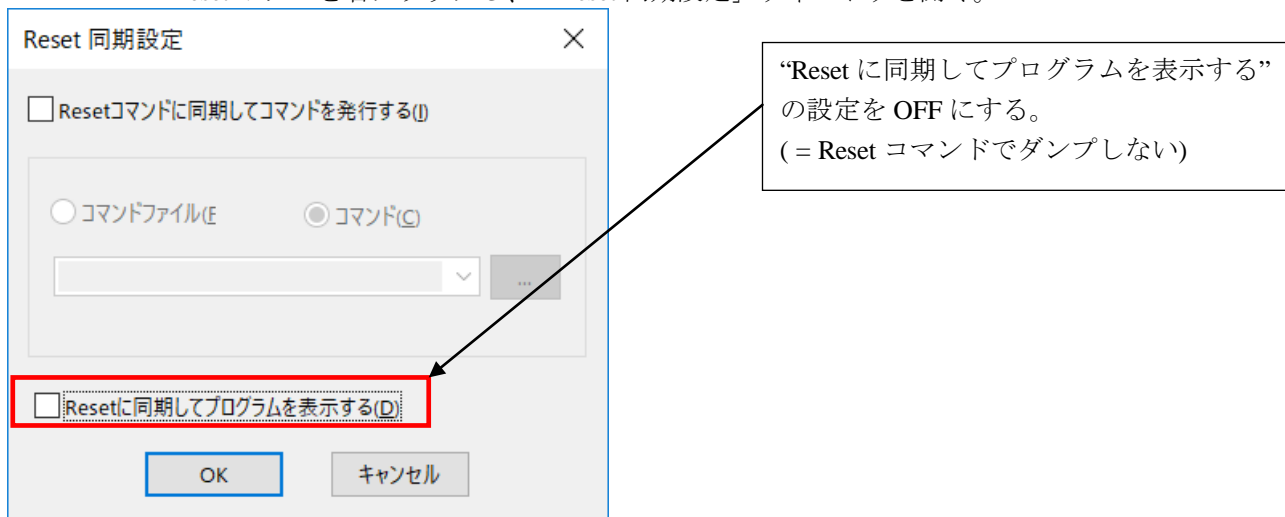 Reset 同期設定
Resetコマンドに同期してコマンドを発行する(I)
コマンドファイル(F
コマンド(C)
...
Resetに同期してプログラムを表示する(D)
OK
キャンセル
“Reset に同期してプログラムを表示する”
の設定を OFF にする。
( = Reset コマンドでダンプしない)